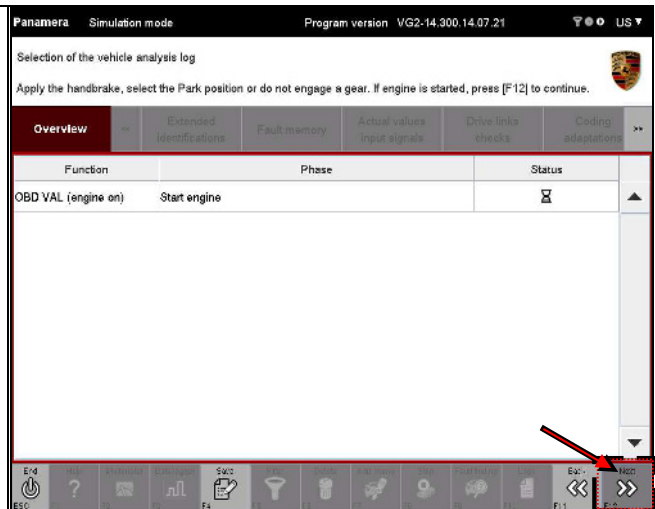 Panamera Simulation mode Program version VG2-14.300.14.07.21 US
Selection of the vehicle analysis log
Apply the handbrake, select the Park position or do not engage a gear. If engine is started, press [F12] to continue.
Overview Extended identifications Fault memory Actual values input signals Drive links checks Coding adaptations >>
Function Phase Status
OBD VAL (engine on) Start engine
End Help Save Back Next
ESC F4 F11 F12